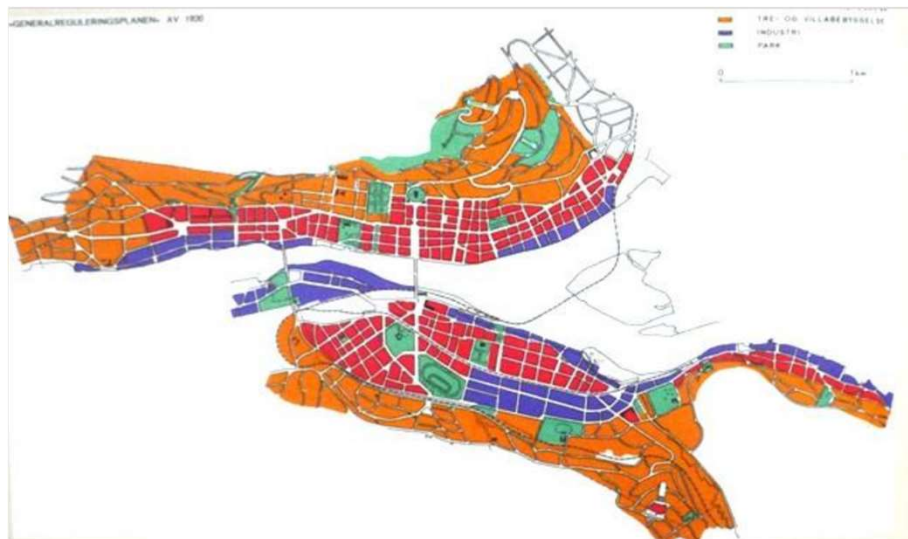 «GENERALREGULERINGSPLANEN» AV 1930
TRE- OG VILLABEBYGGELSE
INDUSTRI
PARK
0 1 km